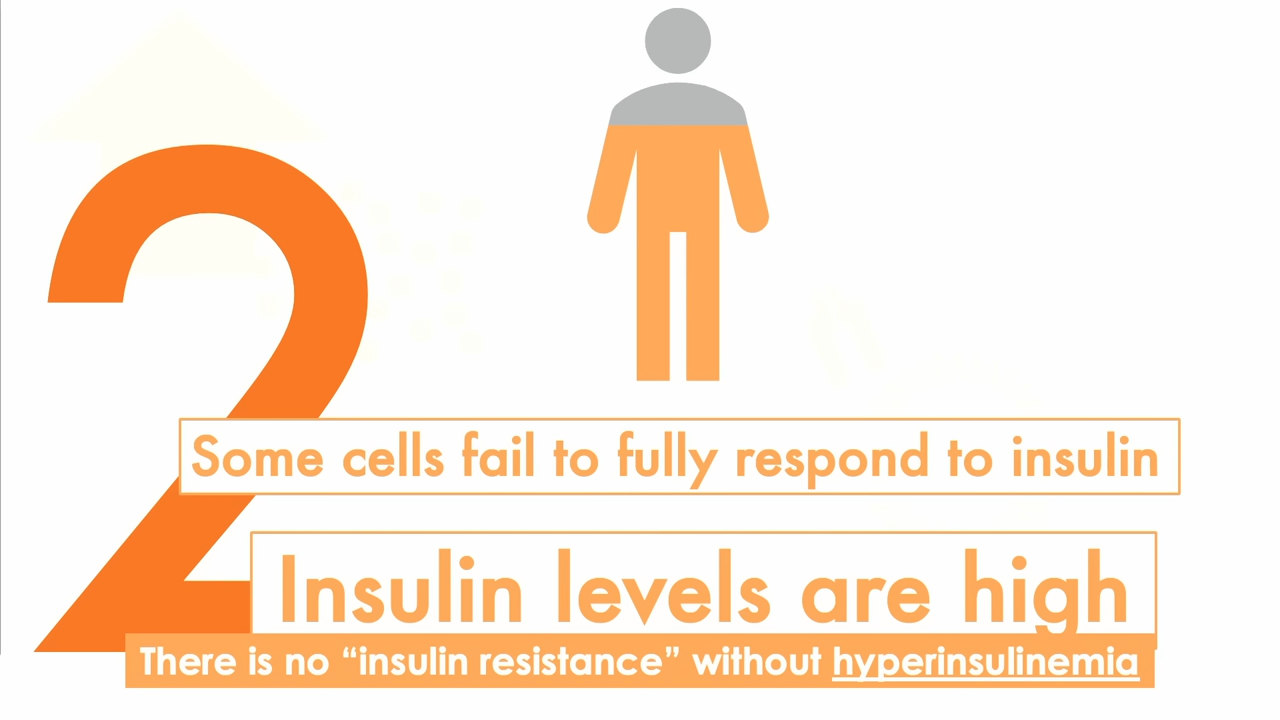 2
Some cells fail to fully respond to insulin
Insulin levels are high
There is no “insulin resistance” without hyperinsulinemia